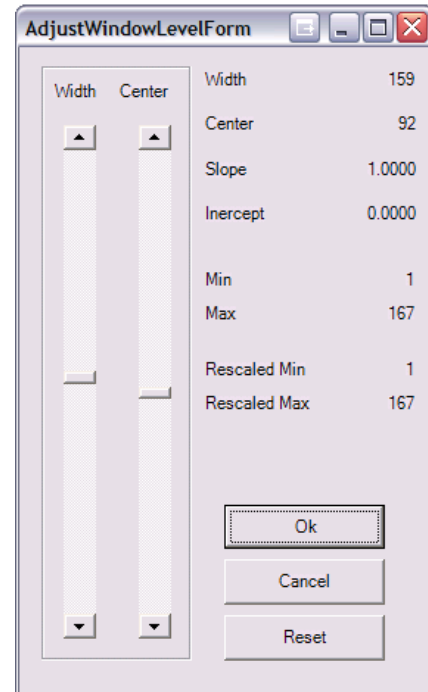 AdjustWindowLevelForm
Width Center
Width 159
Center 92
Slope 1.0000
Inercept 0.0000
Min 1
Max 167
Rescaled Min 1
Rescaled Max 167
Ok
Cancel
Reset